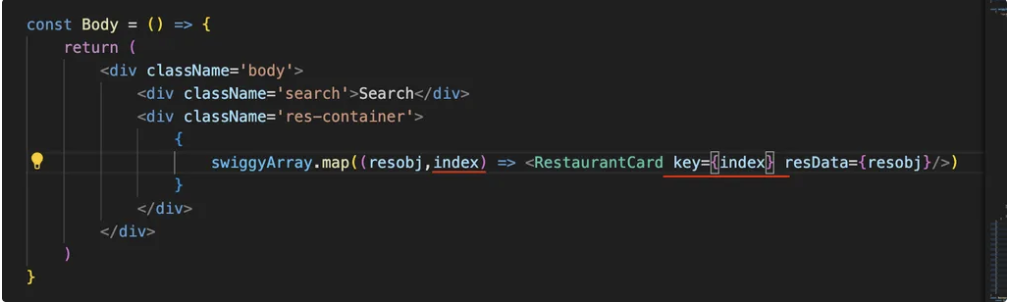 const Body = () => {
return (
<div className='body'>
<div className='search'>Search</div>
<div className='res-container'>
{
swiggyArray.map((resobj,index) => <RestaurantCard key={index} resData={resobj}/>)
}
</div>
</div>
)
}